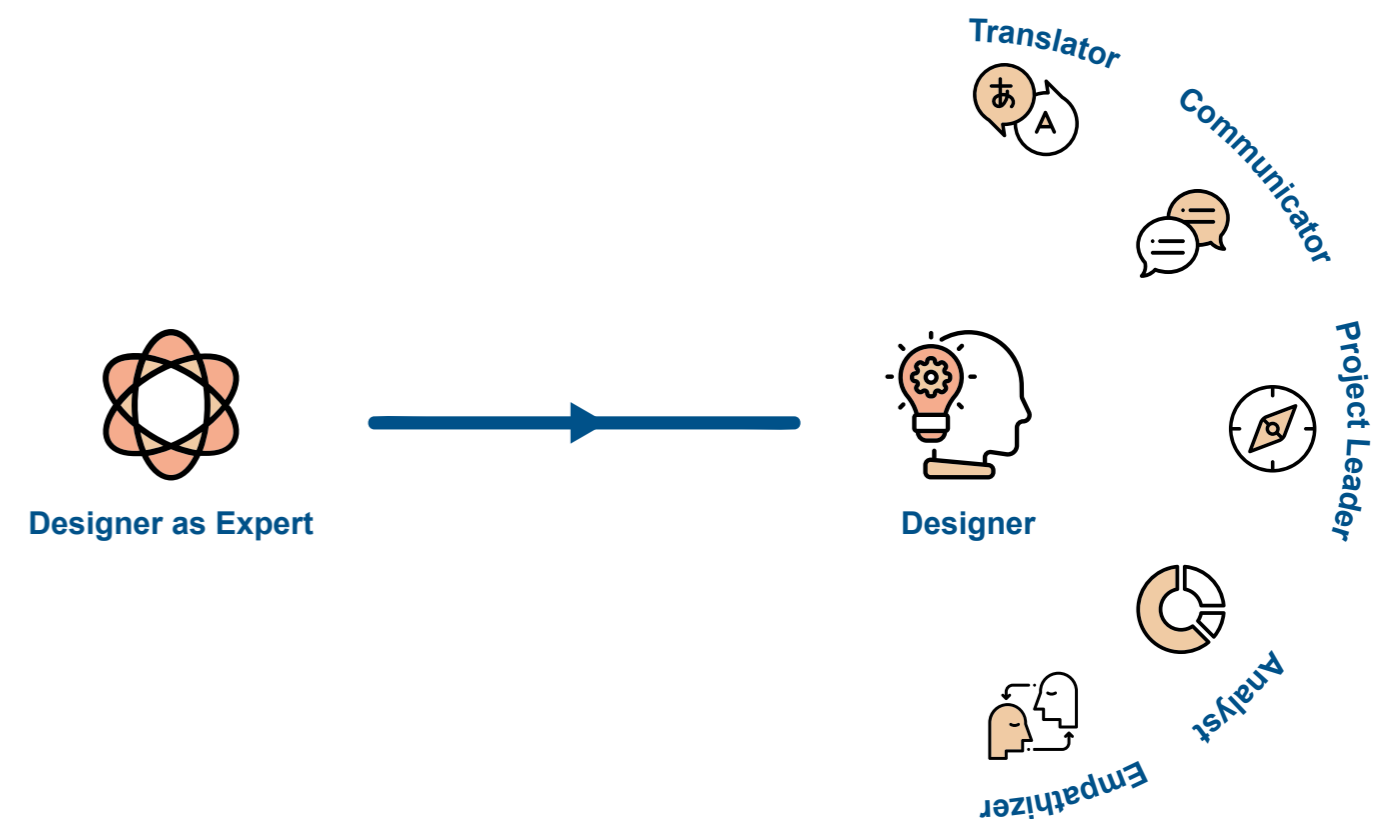 Translator
あ
A
Communicator
Project Leader
Designer as Expert
Designer
Analyst
Empathizer